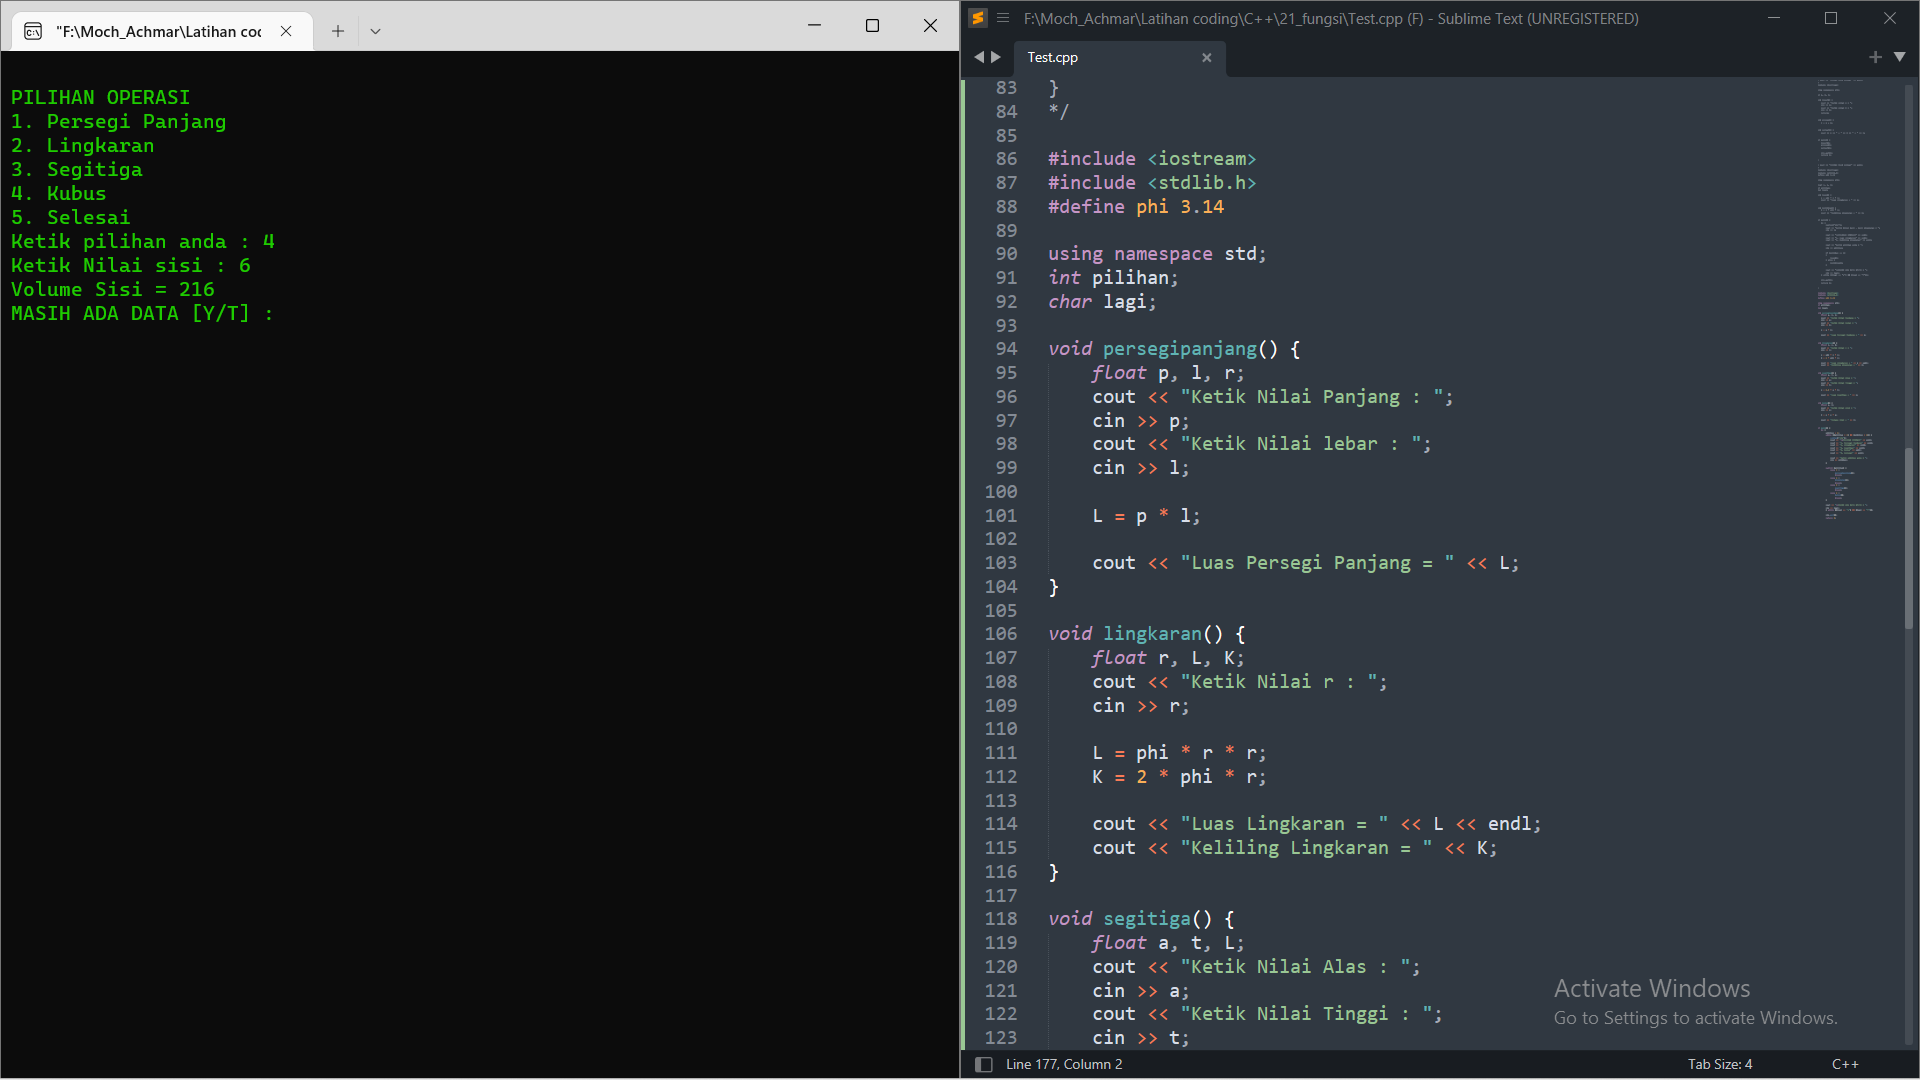 "F:\Moch_Achmar\Latihan co
PILIHAN OPERASI
1. Persegi Panjang
2. Lingkaran
3. Segitiga
4. Kubus
5. Selesai
Ketik pilihan anda : 4
Ketik Nilai sisi : 6
Volume Sisi = 216
MASIH ADA DATA [Y/T] :
F:\Moch_Achmar\Latihan coding\C++\21_fungsi\Test.cpp (F) - Sublime Text (UNREGISTERED)
Test.cpp
83 }
84 */
85
86 #include <iostream>
87 #include <stdlib.h>
88 #define phi 3.14
89
90 using namespace std;
91 int pilihan;
92 char lagi;
93
94 void persegipanjang() {
95 float p, l, r;
96 cout << "Ketik Nilai Panjang : ";
97 cin >> p;
98 cout << "Ketik Nilai lebar : ";
99 cin >> l;
100
101 L = p * l;
102
103 cout << "Luas Persegi Panjang = " << L;
104 }
105
106 void lingkaran() {
107 float r, L, K;
108 cout << "Ketik Nilai r : ";
109 cin >> r;
110
111 L = phi * r * r;
112 K = 2 * phi * r;
113
114 cout << "Luas Lingkaran = " << L << endl;
115 cout << "Keliling Lingkaran = " << K;
116 }
117
118 void segitiga() {
119 float a, t, L;
120 cout << "Ketik Nilai Alas : ";
121 cin >> a;
122 cout << "Ketik Nilai Tinggi : ";
123 cin >> t;
Activate Windows
Go to Settings to activate Windows.
Line 177, Column 2
Tab Size: 4
C++